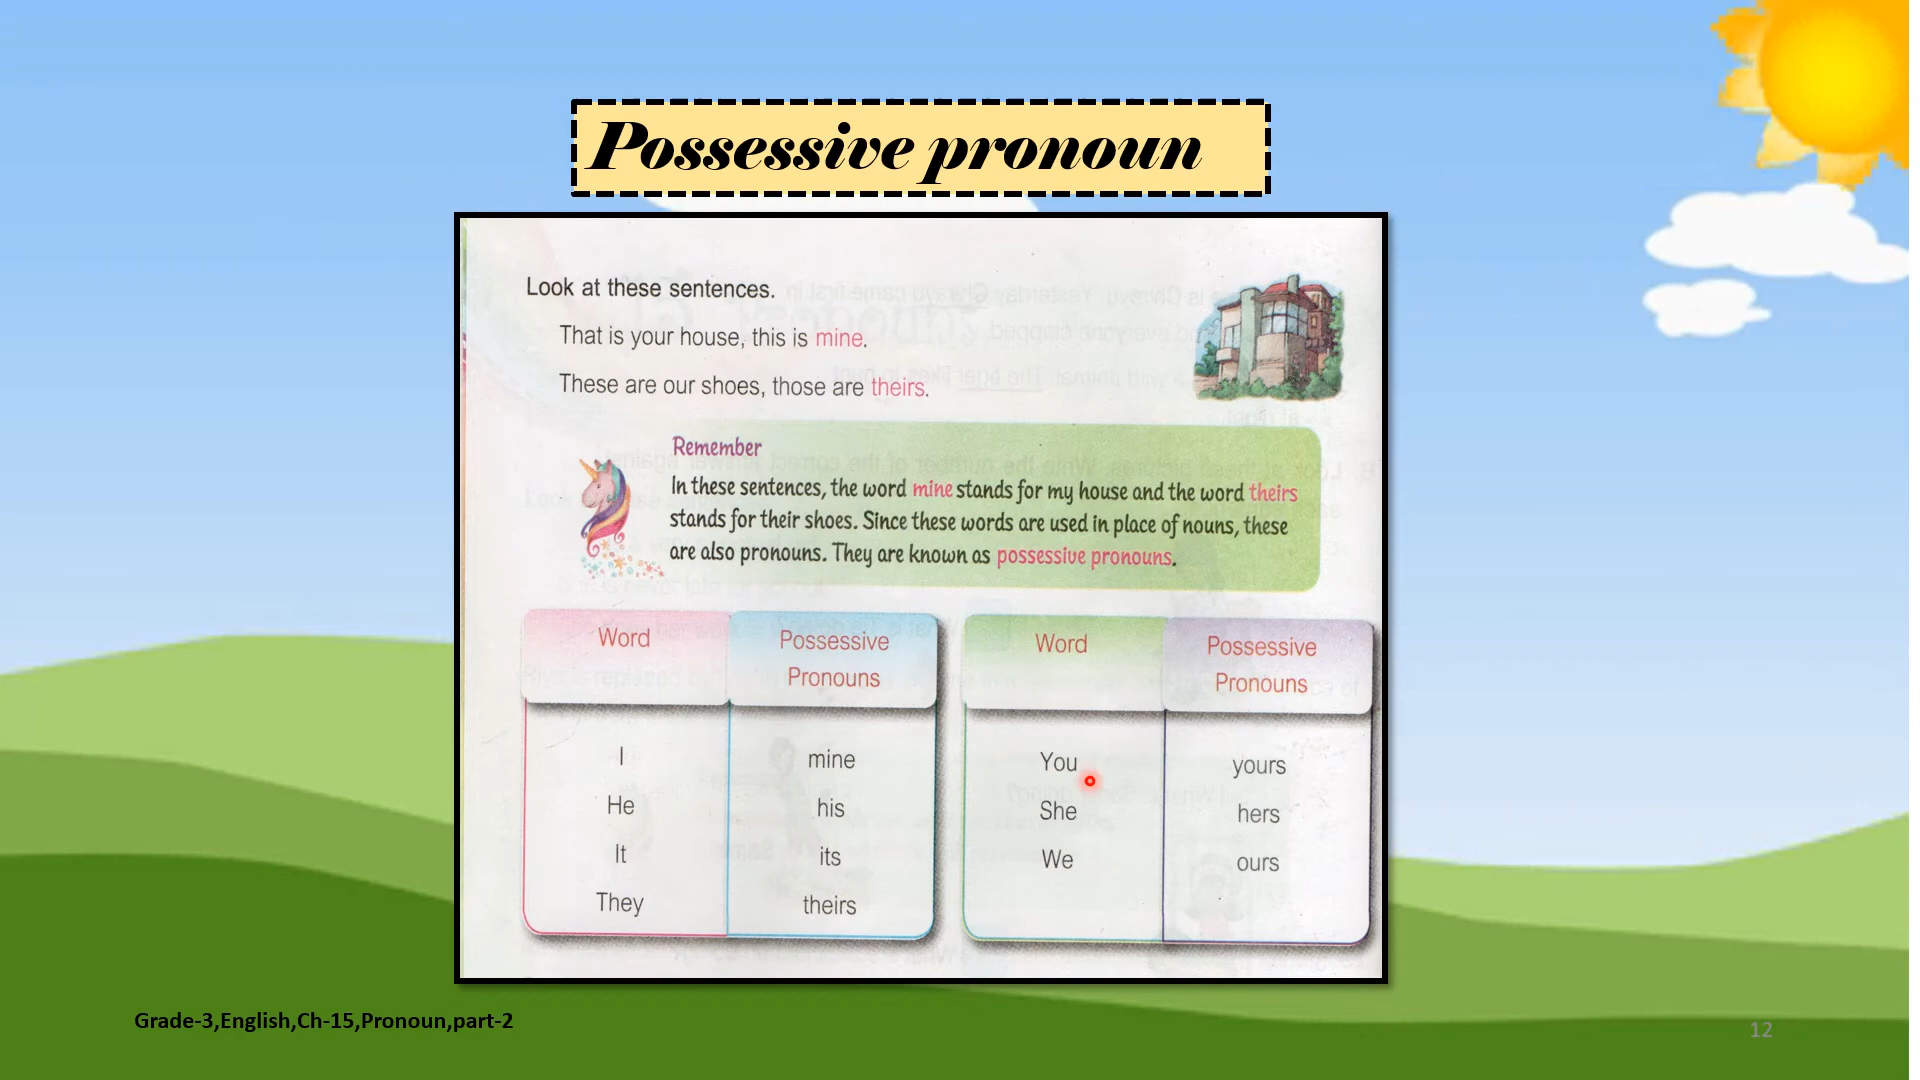 Possessive pronoun
Look at these sentences.
That is your house, this is mine.
These are our shoes, those are theirs.
Remember
In these sentences, the word mine stands for my house and the word theirs
stands for their shoes. Since these words are used in place of nouns, these
are also pronouns. They are known as possessive pronouns.
Word Possessive Pronouns
I mine
He his
It its
They theirs
Word Possessive Pronouns
You yours
She hers
We ours
Grade-3,English,Ch-15,Pronoun,part-2
12